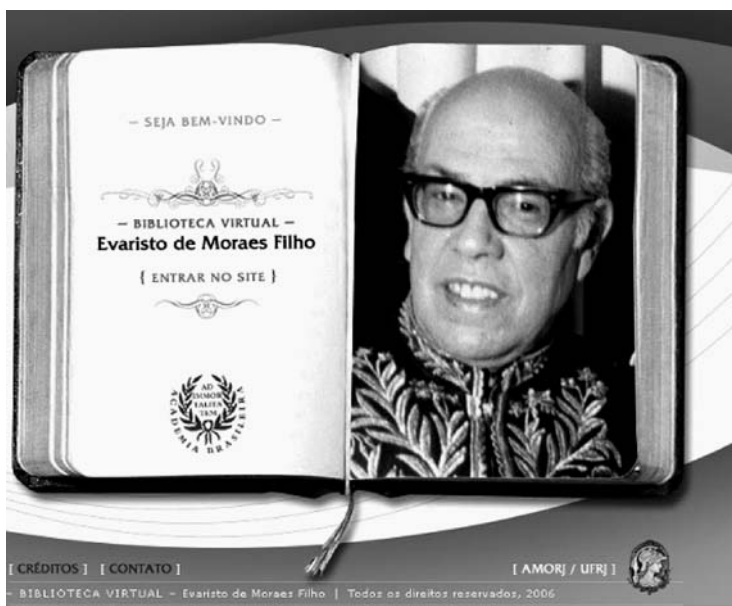 – SEJA BEM-VINDO –
– BIBLIOTECA VIRTUAL –
Evaristo de Moraes Filho
{ ENTRAR NO SITE }
AD
IMMOR
TALITA
TEM
ACADEMIA BRASILEIRA
[ CRÉDITOS ] [ CONTATO ]
[ AMORJ / UFRJ ]
– BIBLIOTECA VIRTUAL – Evaristo de Moraes Filho | Todos os direitos reservados, 2006